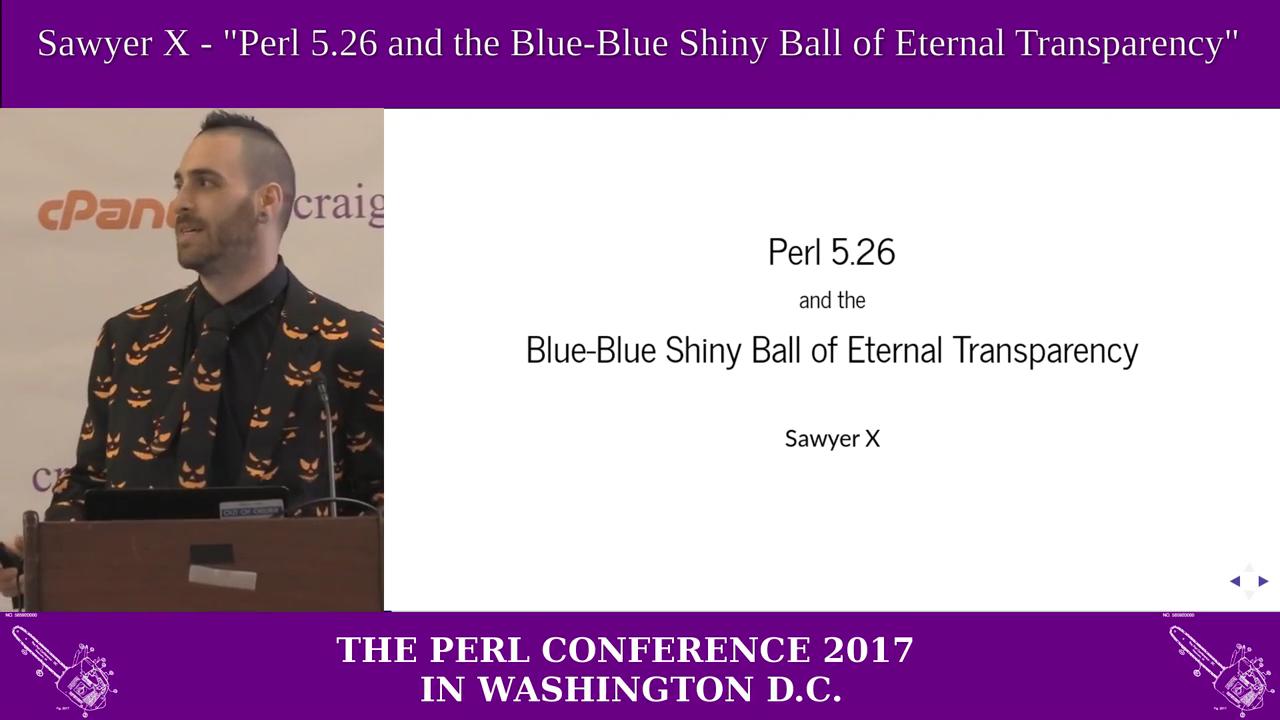 Sawyer X - "Perl 5.26 and the Blue-Blue Shiny Ball of Eternal Transparency"
cPan
craig
Perl 5.26
and the
Blue-Blue Shiny Ball of Eternal Transparency
Sawyer X
cr
THE PERL CONFERENCE 2017
IN WASHINGTON D.C.